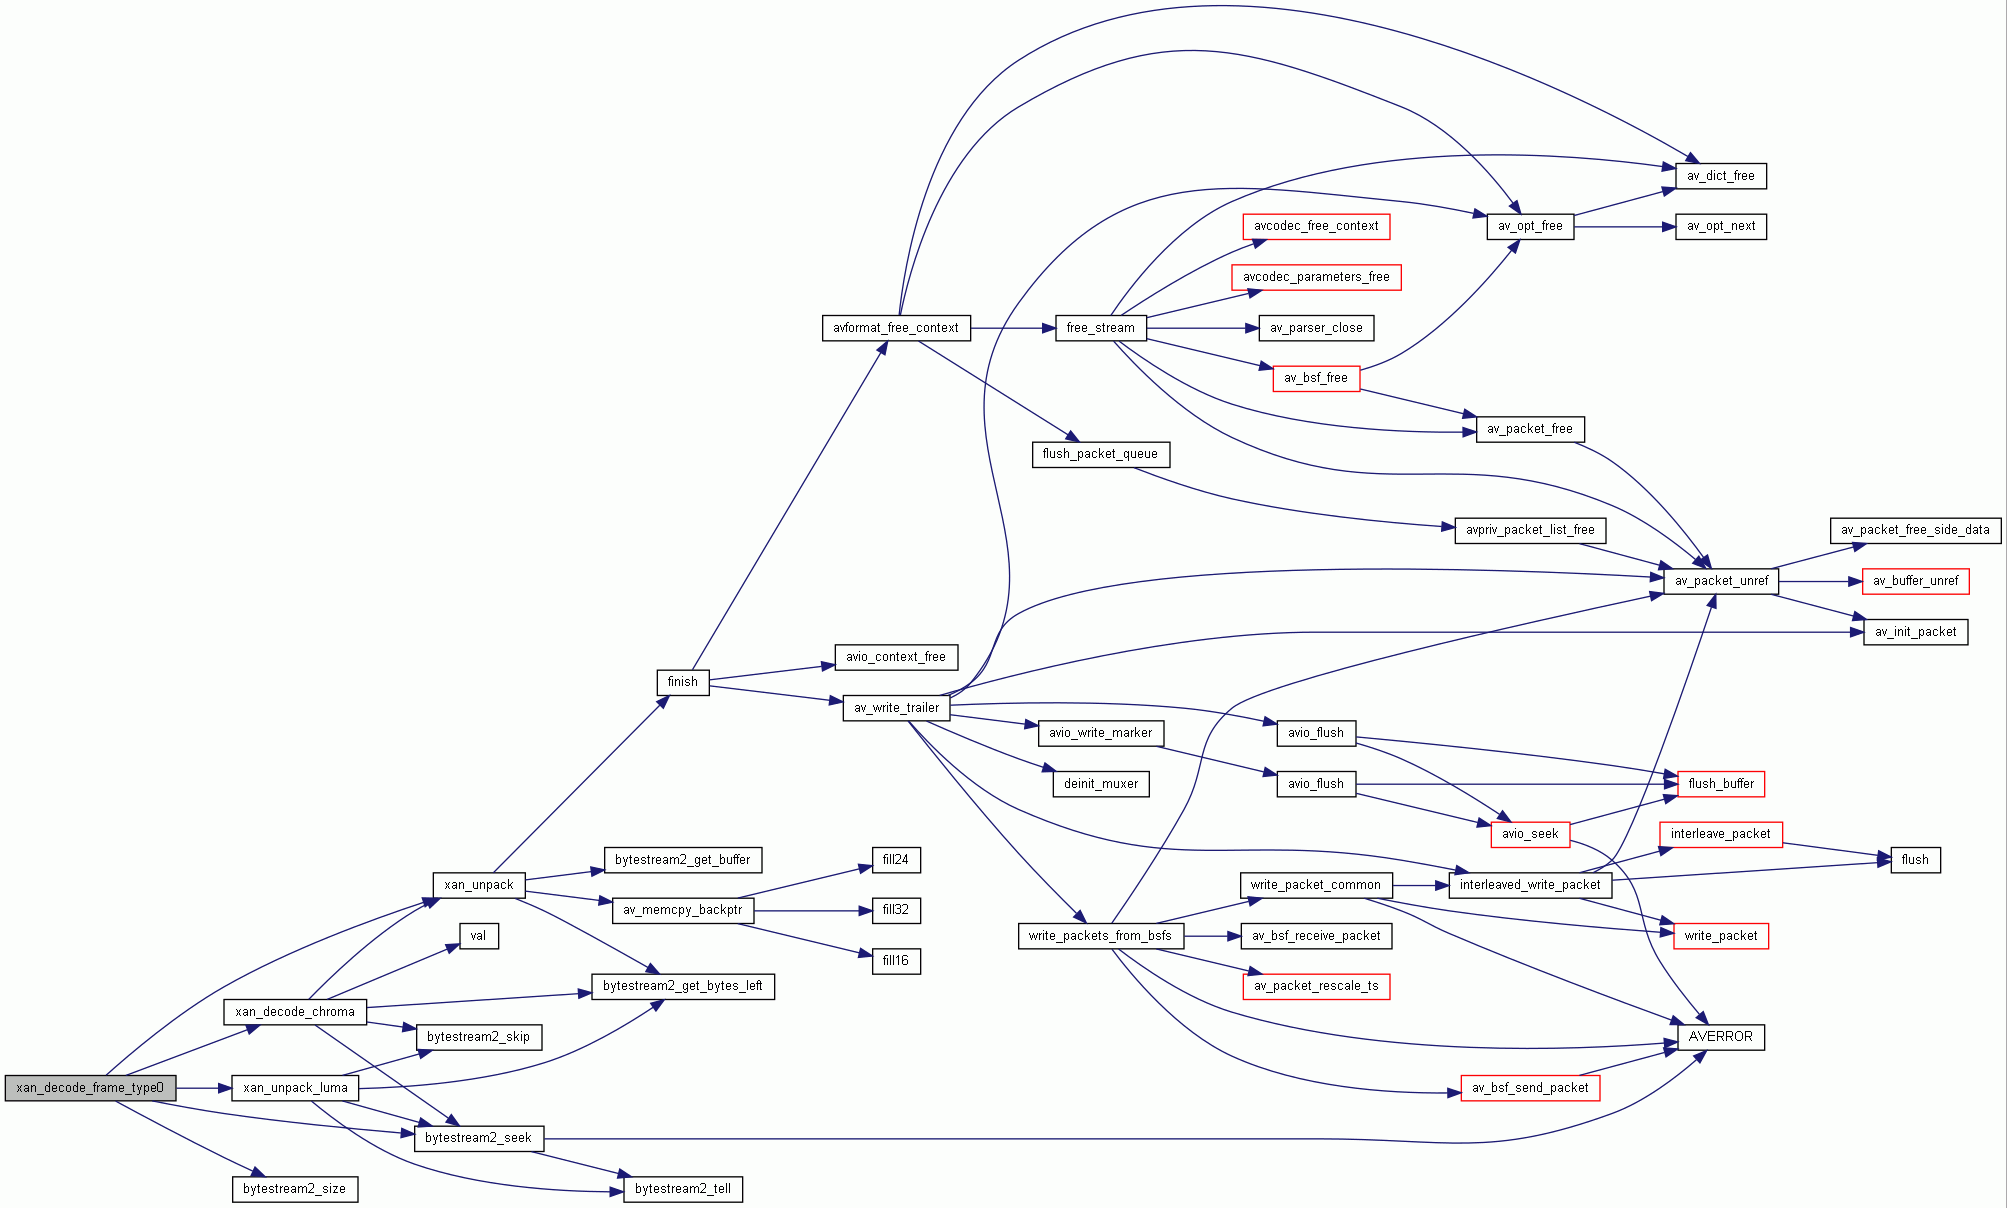 av_dict_free
avcodec_free_context
av_opt_free
av_opt_next
avcodec_parameters_free
avformat_free_context
free_stream
av_parser_close
av_bsf_free
av_packet_free
flush_packet_queue
avpriv_packet_list_free
av_packet_free_side_data
av_packet_unref
av_buffer_unref
av_init_packet
avio_context_free
finish
av_write_trailer
avio_write_marker
avio_flush
deinit_muxer
avio_flush
flush_buffer
avio_seek
interleave_packet
bytestream2_get_buffer
fill24
flush
xan_unpack
write_packet_common
interleaved_write_packet
av_memcpy_backptr
fill32
val
write_packets_from_bsfs
av_bsf_receive_packet
write_packet
fill16
bytestream2_get_bytes_left
av_packet_rescale_ts
xan_decode_chroma
bytestream2_skip
AVERROR
xan_decode_frame_type0
xan_unpack_luma
av_bsf_send_packet
bytestream2_seek
bytestream2_size
bytestream2_tell